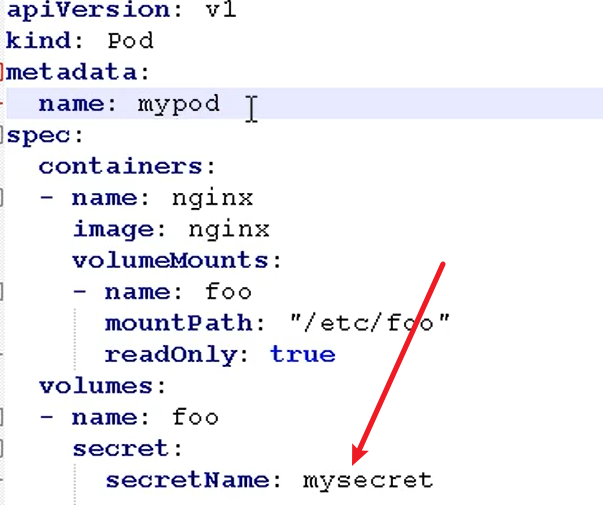 apiVersion: v1
kind: Pod
metadata:
  name: mypod
spec:
  containers:
  - name: nginx
    image: nginx
    volumeMounts:
    - name: foo
      mountPath: "/etc/foo"
      readOnly: true
  volumes:
  - name: foo
    secret:
      secretName: mysecret